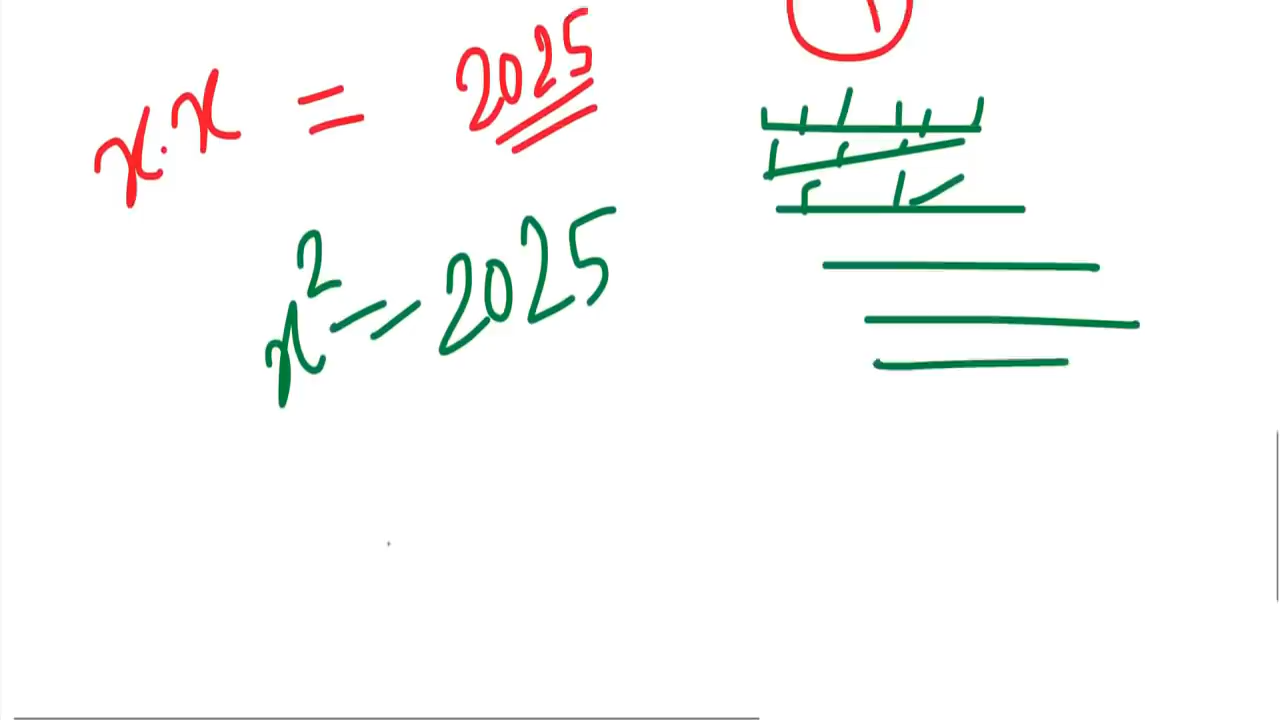 x.x = 2025
x² = 2025